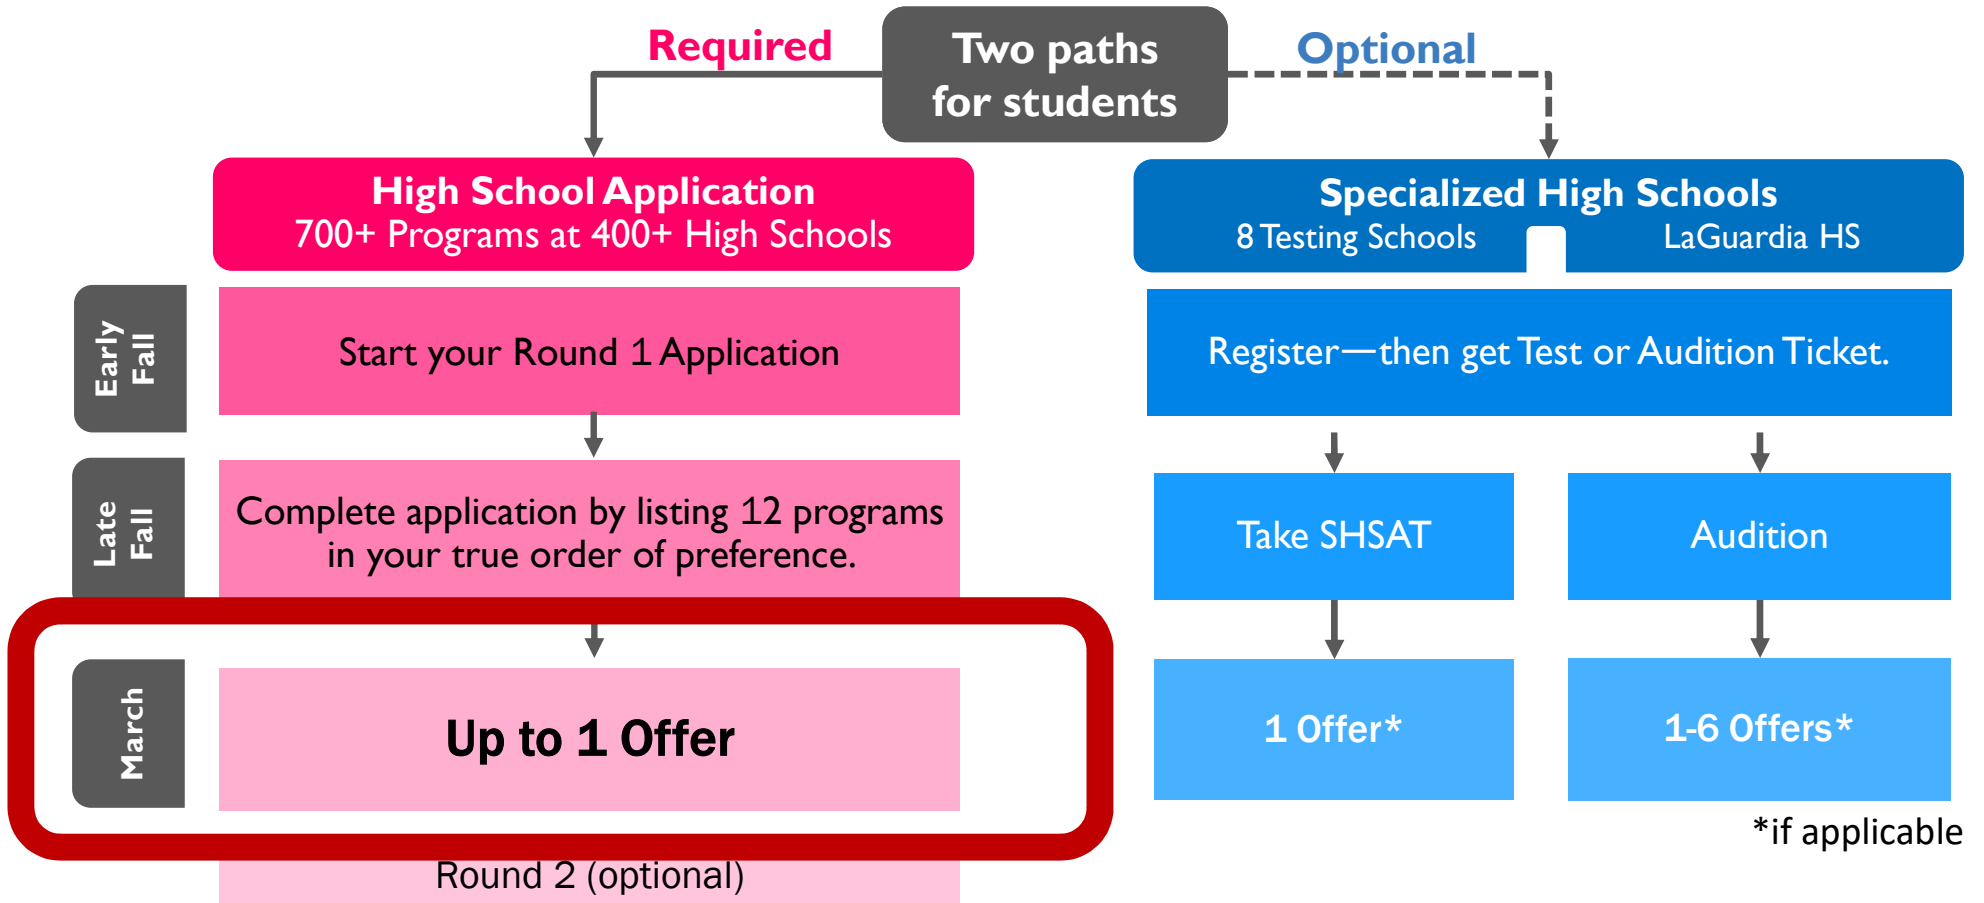 Required
Two paths
for students
Optional
High School Application
700+ Programs at 400+ High Schools
Specialized High Schools
8 Testing Schools
LaGuardia HS
Early
Fall
Start your Round 1 Application
Register—then get Test or Audition Ticket.
Late
Fall
Complete application by listing 12 programs
in your true order of preference.
Take SHSAT
Audition
March
Up to 1 Offer
1 Offer*
1-6 Offers*
*if applicable
Round 2 (optional)